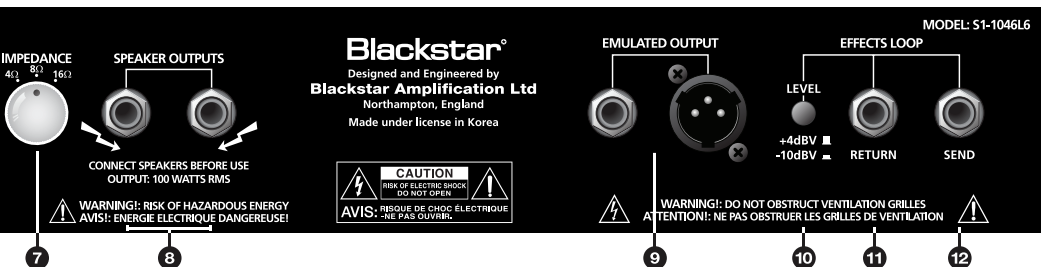 MODEL: S1-1046L6
IMPEDANCE
4Ω 8Ω 16Ω
SPEAKER OUTPUTS
CONNECT SPEAKERS BEFORE USE
OUTPUT: 100 WATTS RMS
WARNING!: RISK OF HAZARDOUS ENERGY
AVIS!: ENERGIE ELECTRIQUE DANGEREUSE!
Blackstar
Designed and Engineered by
Blackstar Amplification Ltd
Northampton, England
Made under license in Korea
CAUTION
RISK OF ELECTRIC SHOCK
DO NOT OPEN
AVIS: RISQUE DE CHOC ÉLECTRIQUE
-NE PAS OUVRIR.
EMULATED OUTPUT
EFFECTS LOOP
LEVEL
+4dBV
-10dBV
RETURN
SEND
WARNING!: DO NOT OBSTRUCT VENTILATION GRILLES
ATTENTION!: NE PAS OBSTRUER LES GRILLES DE VENTILATION
7 8 9 10 11 12